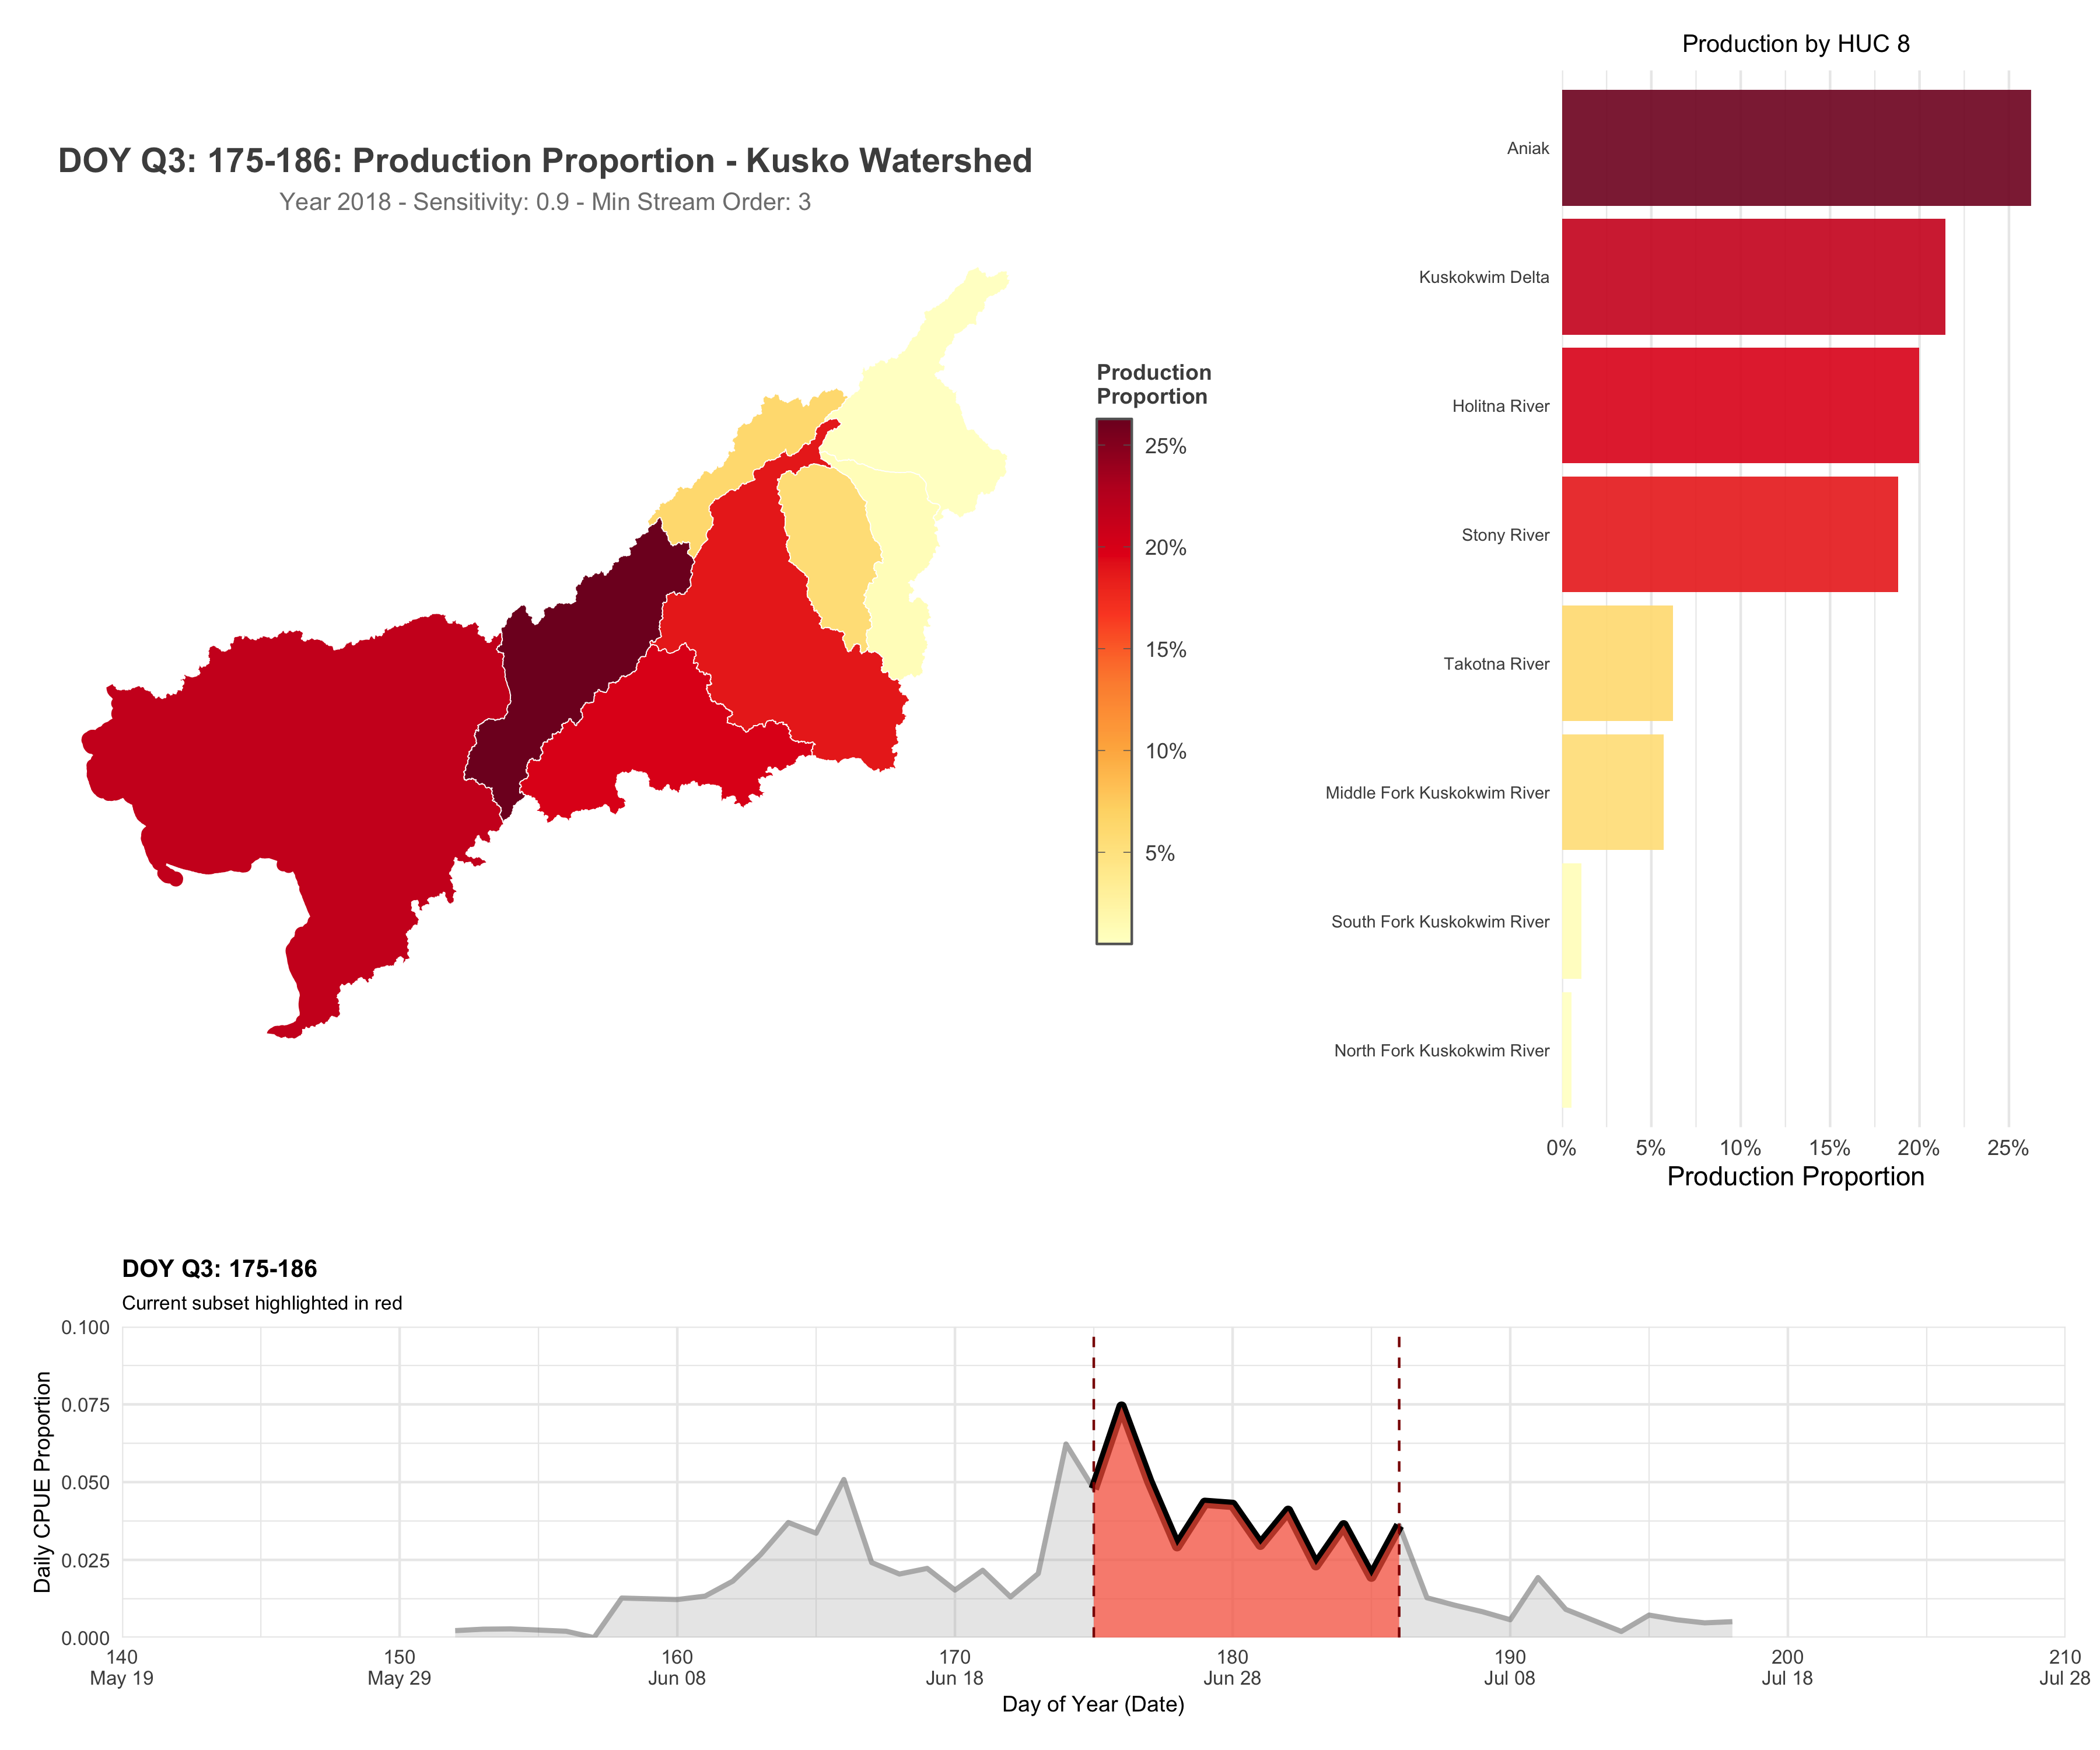 DOY Q3: 175-186: Production Proportion - Kusko Watershed
Year 2018 - Sensitivity: 0.9 - Min Stream Order: 3
Production
Proportion
25%
20%
15%
10%
5%
Production by HUC 8
Aniak
Kuskokwim Delta
Holitna River
Stony River
Takotna River
Middle Fork Kuskokwim River
South Fork Kuskokwim River
North Fork Kuskokwim River
0% 5% 10% 15% 20% 25%
Production Proportion
DOY Q3: 175-186
Current subset highlighted in red
Daily CPUE Proportion
0.100
0.075
0.050
0.025
0.000
140 150 160 170 180 190 200 210
May 19 May 29 Jun 08 Jun 18 Jun 28 Jul 08 Jul 18 Jul 28
Day of Year (Date)